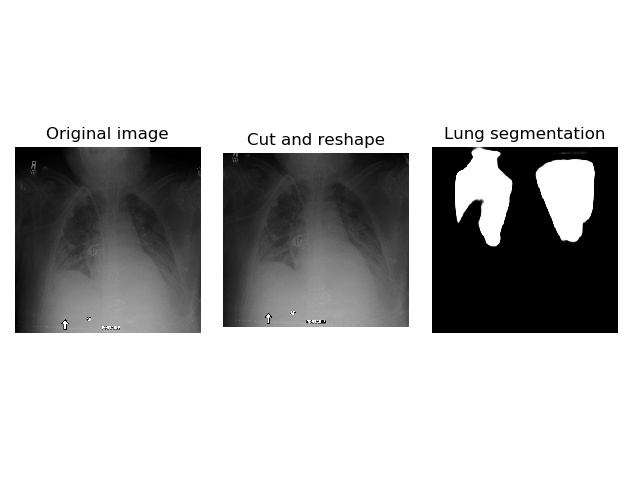 Original image
Cut and reshape
Lung segmentation